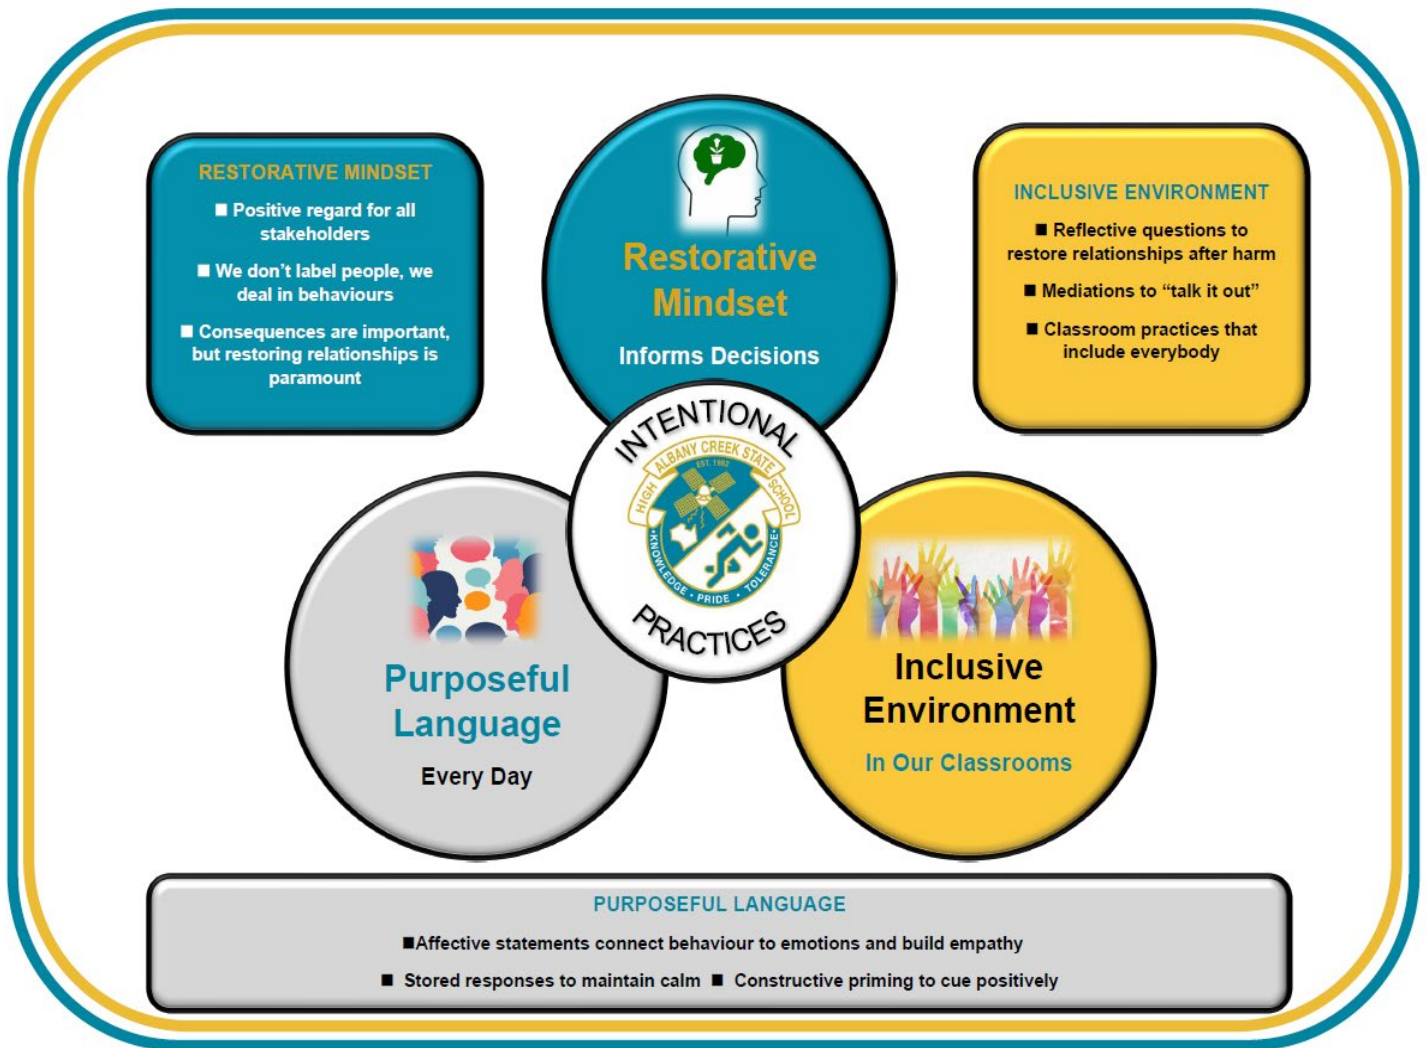 RESTORATIVE MINDSET
■ Positive regard for all
stakeholders
■ We don't label people, we
deal in behaviours
■ Consequences are important,
but restoring relationships is
paramount
Restorative
Mindset
Informs Decisions
INCLUSIVE ENVIRONMENT
■ Reflective questions to
restore relationships after harm
■ Mediations to “talk it out”
■ Classroom practices that
include everybody
INTENTIONAL
ALBANY CREEK STATE
EST. 1982
HIGH
SCHOOL
•KNOWLEDGE • PRIDE • TOLERANCE•
PRACTICES
Purposeful
Language
Every Day
Inclusive
Environment
In Our Classrooms
PURPOSEFUL LANGUAGE
■Affective statements connect behaviour to emotions and build empathy
■ Stored responses to maintain calm ■ Constructive priming to cue positively